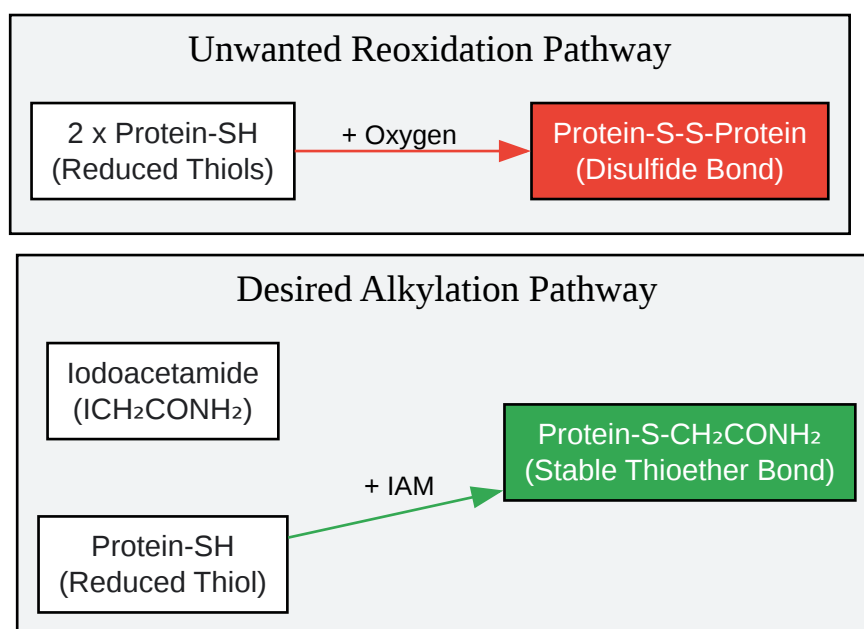 Unwanted Reoxidation Pathway
2 x Protein-SH
(Reduced Thiols)
+ Oxygen
Protein-S-S-Protein
(Disulfide Bond)
Desired Alkylation Pathway
Iodoacetamide
(ICH₂CONH₂)
Protein-S-CH₂CONH₂
(Stable Thioether Bond)
+ IAM
Protein-SH
(Reduced Thiol)